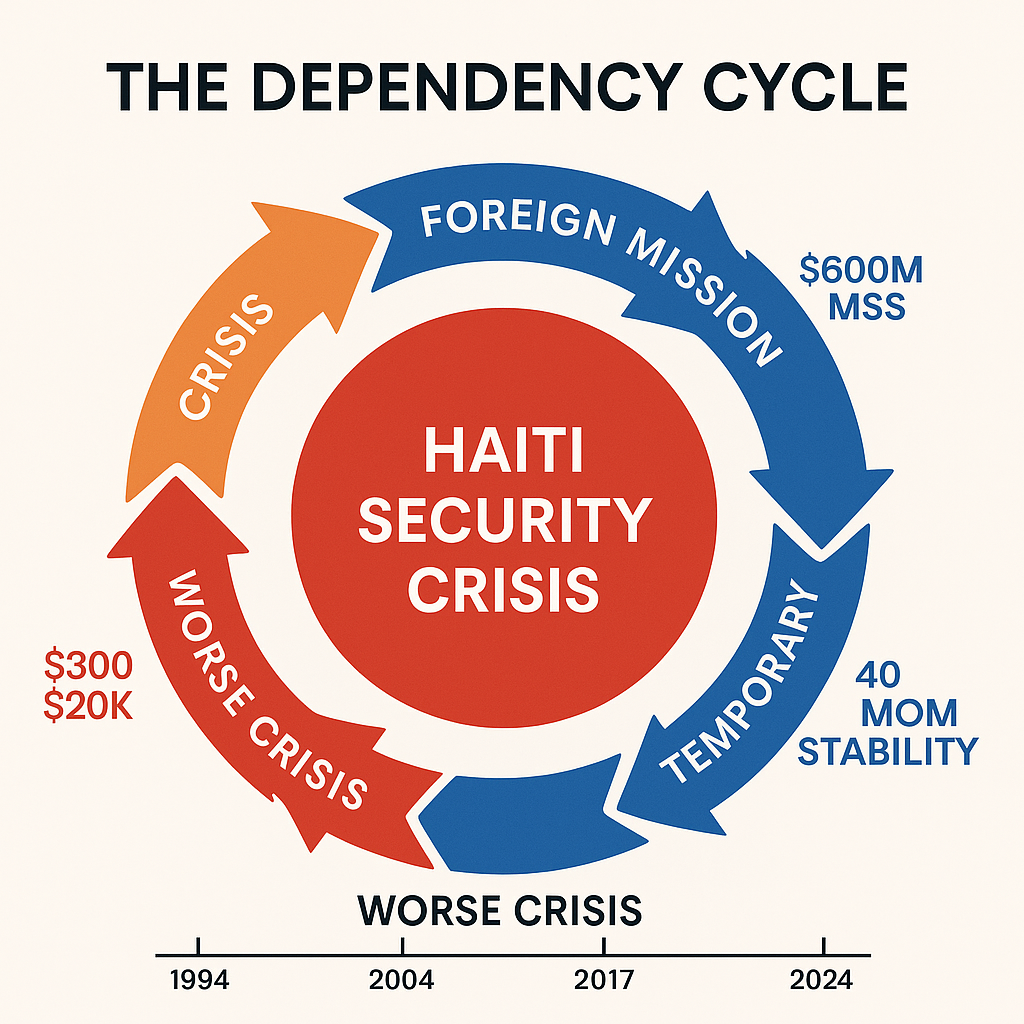 THE DEPENDENCY CYCLE
FOREIGN MISSION
CRISIS
$600M
MSS
HAITI
SECURITY
CRISIS
TEMPORARY
WORSE CRISIS
$300
$20K
40
MOM
STABILITY
WORSE CRISIS
1994 2004 2017 2024